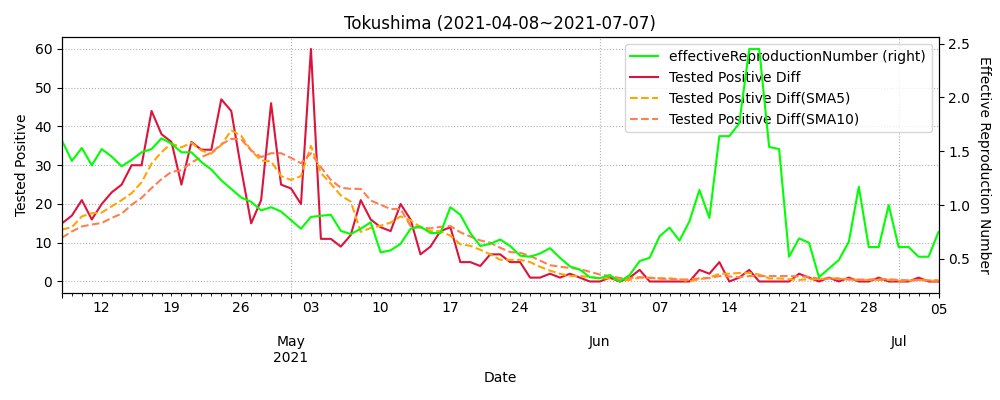 Tokushima (2021-04-08~2021-07-07)
effectiveReproductionNumber (right)
Tested Positive Diff
Tested Positive Diff(SMA5)
Tested Positive Diff(SMA10)
Tested Positive
60
50
40
30
20
10
0
2.5
2.0
1.5
1.0
0.5
Effective Reproduction Number
12 19 26 03 10 17 24 31 07 14 21 28 05
May Jun Jul
2021
Date